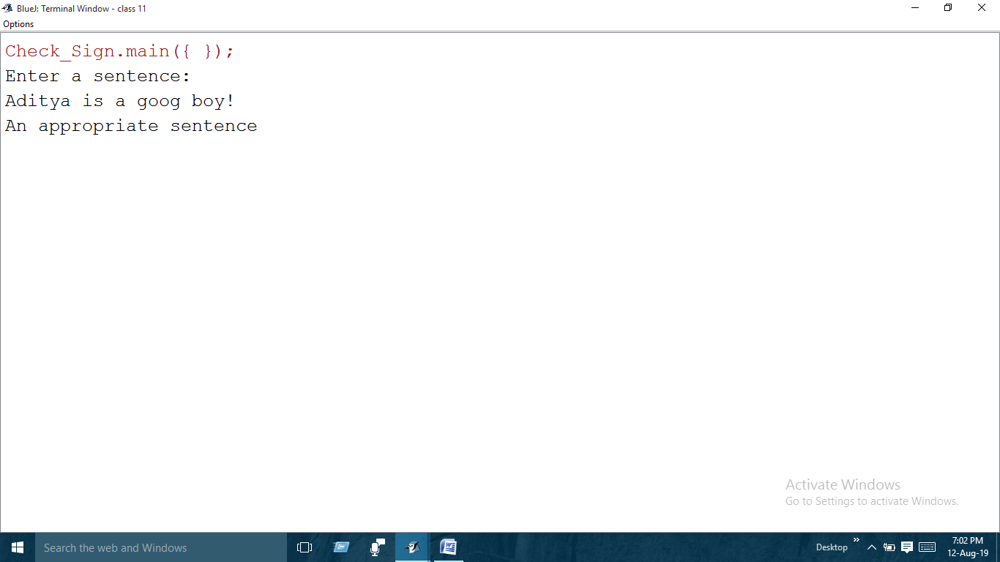 BlueJ: Terminal Window - class 11
Options
Check_Sign.main({ });
Enter a sentence:
Aditya is a goog boy!
An appropriate sentence
Activate Windows
Go to Settings to activate Windows.
Search the web and Windows
Desktop
7:02 PM
12-Aug-19